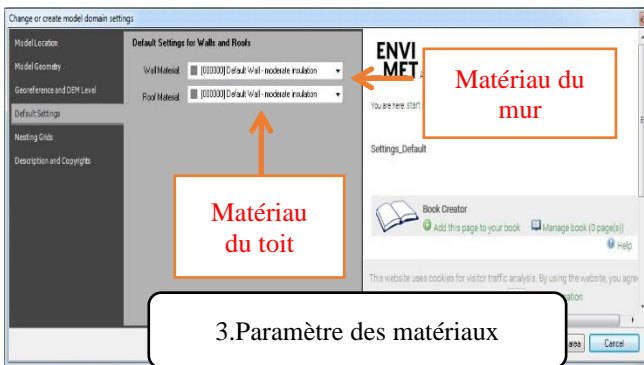 Change or create model domain settings
Model Location
Model Geometry
Georeference and DEM Level
Default Settings
Nesting Grids
Description and Copyrights
Default Settings for Walls and Roofs
Wall Material [000000] Default Wall - moderate insulation
Roof Material [000000] Default Wall - moderate insulation
ENVI
MET
You are here: start
Settings_Default
Book Creator
Add this page to your book Manage book (0 page(s))
Help
This website uses cookies for visitor traffic analysis. By using the website, you agre
Matériau du
mur
Matériau
du toit
3.Paramètre des matériaux
area Cancel